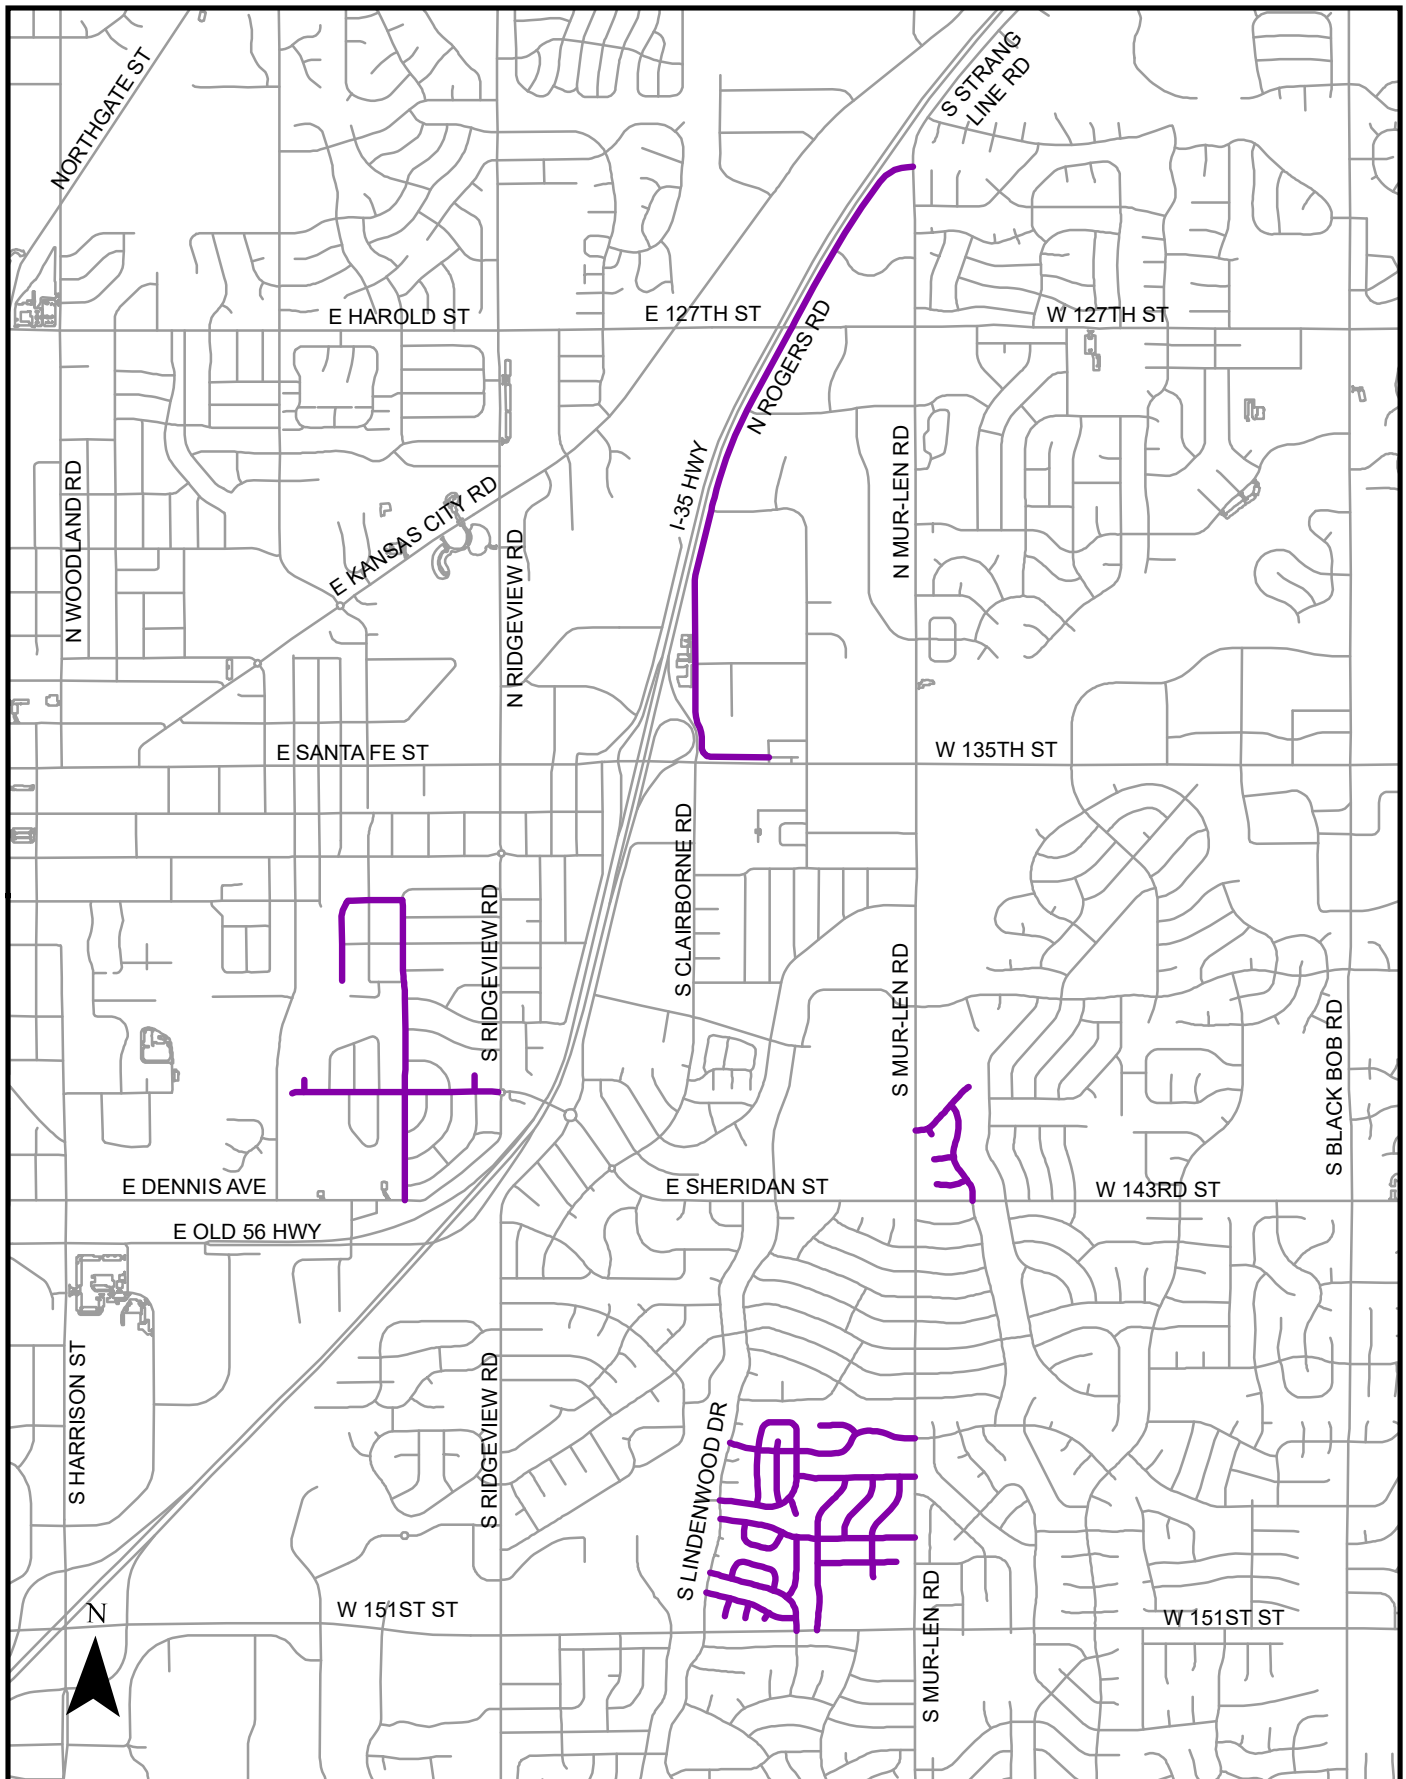 NORTHGATE ST
S STRANG
LINE RD
E HAROLD ST
E 127TH ST
W 127TH ST
N ROGERS RD
I-35 HWY
N MUR-LEN RD
N WOODLAND RD
E KANSAS CITY RD
N RIDGEVIEW RD
E SANTA FE ST
W 135TH ST
S CLAIRBORNE RD
S RIDGEVIEW RD
S MUR-LEN RD
S BLACK BOB RD
E DENNIS AVE
E SHERIDAN ST
W 143RD ST
E OLD 56 HWY
S HARRISON ST
S RIDGEVIEW RD
S LINDENWOOD DR
N
W 151ST ST
W 151ST ST
S MUR-LEN RD